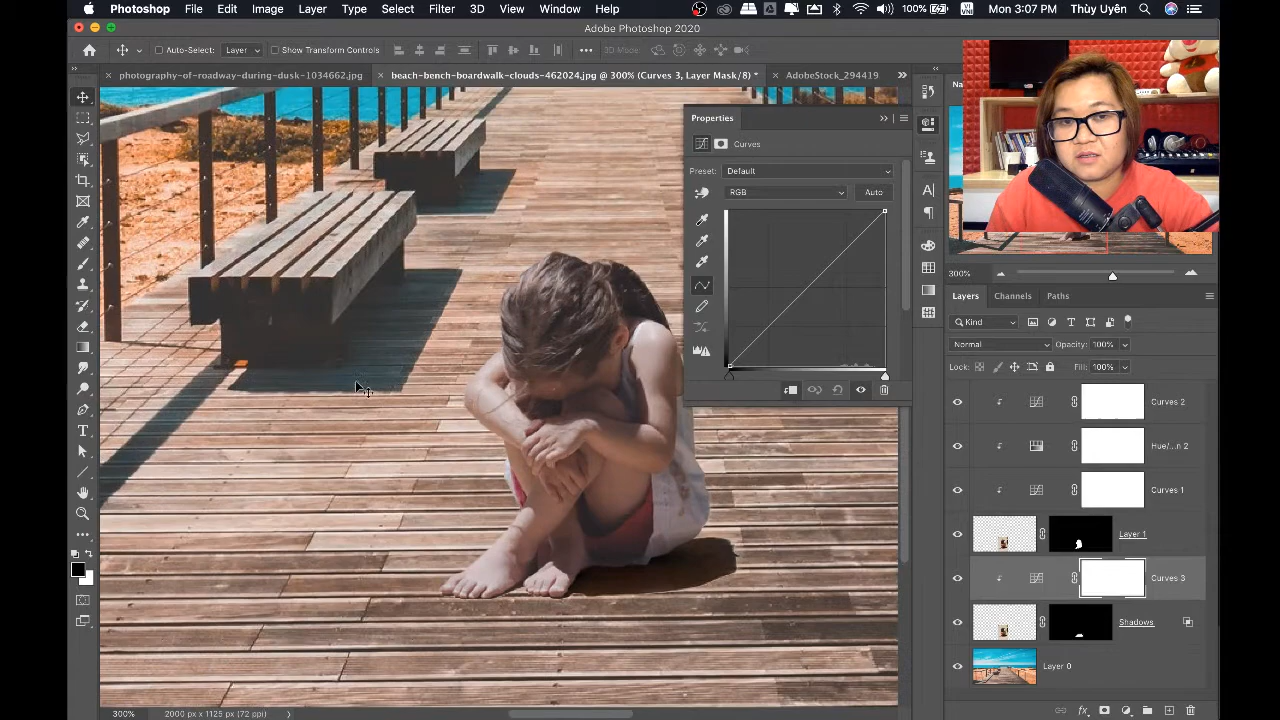 Photoshop File Edit Image Layer Type Select Filter 3D View Window Help 100% Mon 3:07 PM Thùy Uyên
Adobe Photoshop 2020
Auto-Select: Layer Show Transform Controls 3D Mode:
photography-of-roadway-during-dusk-1034662.jpg
beach-bench-boardwalk-clouds-462024.jpg @ 300% (Curves 3, Layer Mask/8) *
AdobeStock_294419
Properties
Curves
Preset: Default
RGB Auto
300%
Layers Channels Paths
Kind
Normal Opacity: 100%
Lock: Fill: 100%
Curves 2
Hue/...n 2
Curves 1
Layer 1
Curves 3
Shadows
Layer 0
300% 2000 px x 1125 px (72 ppi)